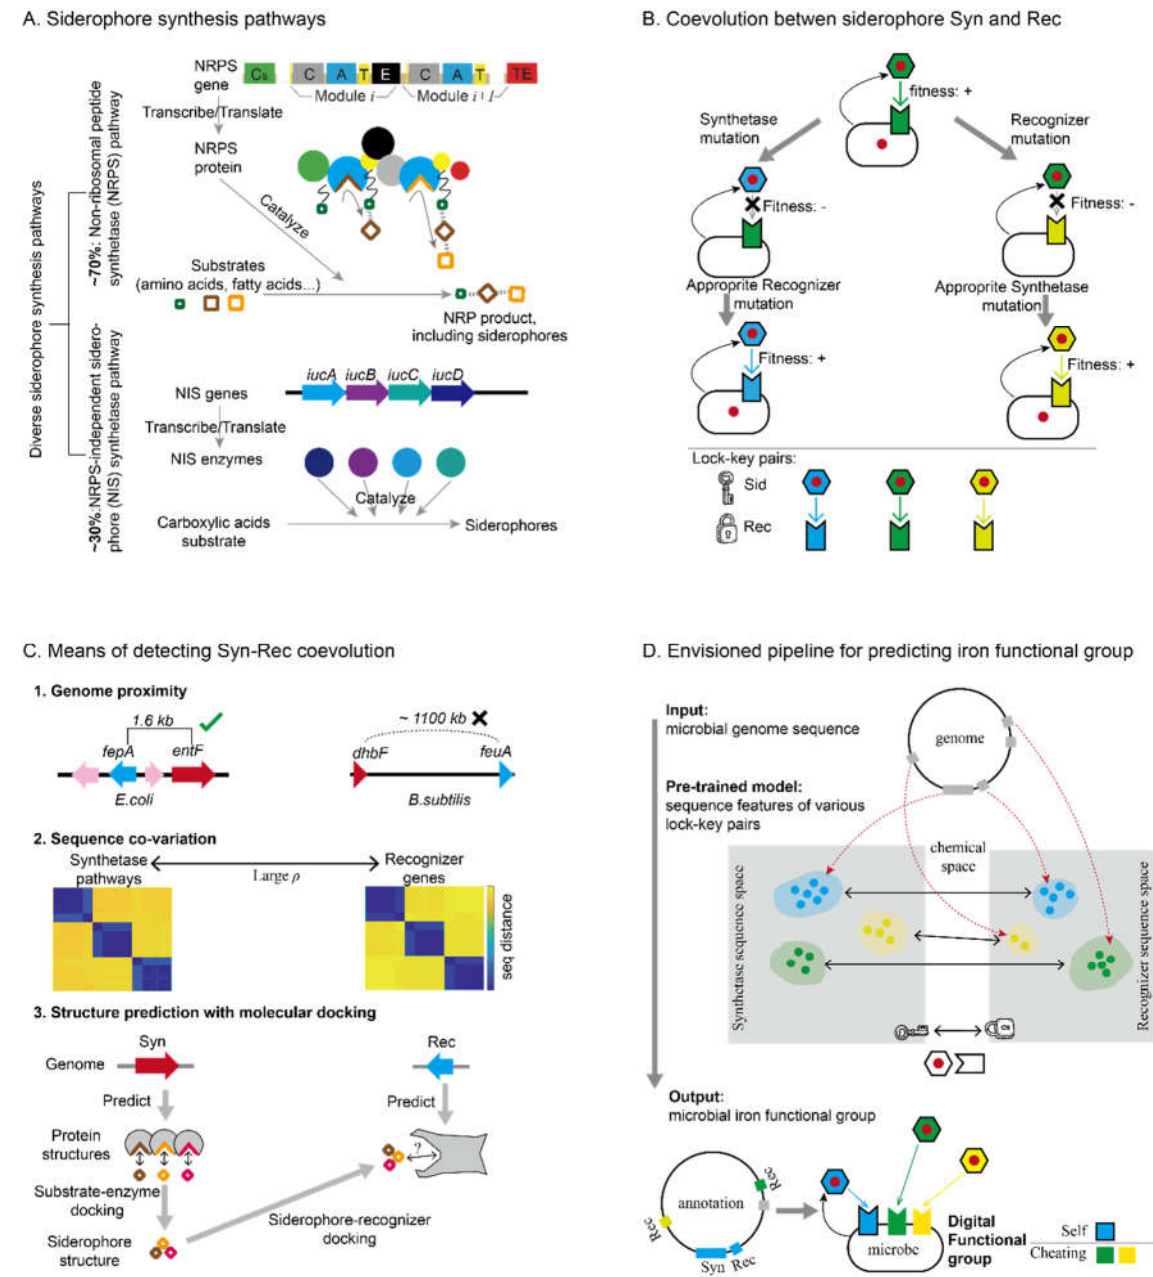 A. Siderophore synthesis pathways
Diverse siderophore synthesis pathways
~70%: Non-ribosomal peptide
synthetase (NRPS) pathway
~30%:NRPS-independent sidero-
phore (NIS) synthetase pathway
NRPS
gene
C A T E C A T TE
Module i Module i+1
Transcribe/Translate
NRPS
protein
Catalyze
Substrates
(amino acids, fatty acids...)
NRP product,
including siderophores
iucA iucB iucC iucD
NIS genes
Transcribe/Translate
NIS enzymes
Catalyze
Carboxylic acids
substrate
Siderophores
B. Coevolution betwen siderophore Syn and Rec
fitness: +
Synthetase
mutation
Recognizer
mutation
Fitness: -
Fitness: -
Approprite Recognizer
mutation
Approprite Synthetase
mutation
Fitness: +
Fitness: +
Lock-key pairs:
Sid
Rec
C. Means of detecting Syn-Rec coevolution
1. Genome proximity
1.6 kb
fepA entF
E.coli
~ 1100 kb
dhbF feuA
B.subtilis
2. Sequence co-variation
Synthetase
pathways
Large ρ
Recognizer
genes
seq distance
3. Structure prediction with molecular docking
Syn
Rec
Genome
Predict
Predict
Protein
structures
?
Substrate-enzyme
docking
Siderophore-recognizer
docking
Siderophore
structure
D. Envisioned pipeline for predicting iron functional group
Input:
microbial genome sequence
genome
Pre-trained model:
sequence features of various
lock-key pairs
chemical
space
Synthetase sequence space
Recognizer sequence space
Output:
microbial iron functional group
annotation
Rec
Rec
Syn Rec
microbe
Digital
Functional
group
Self
Cheating